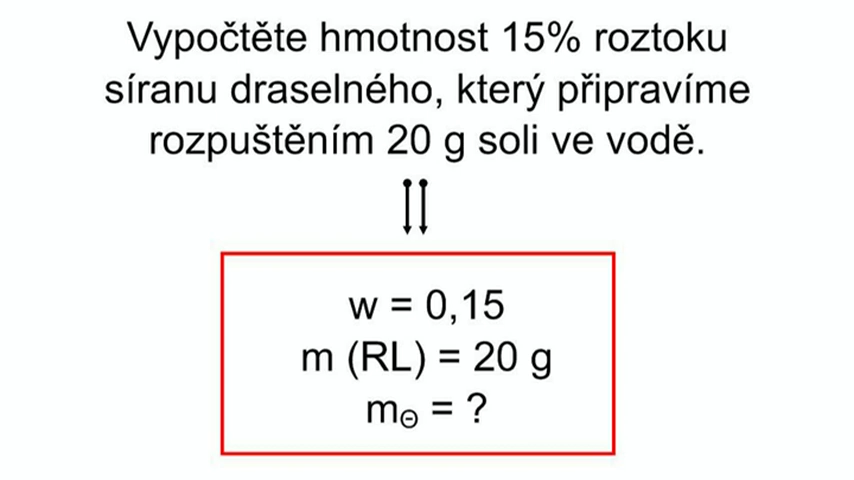 Vypočtěte hmotnost 15% roztoku
síranu draselného, který připravíme
rozpuštěním 20 g soli ve vodě.
w = 0,15
m (RL) = 20 g
m⊝ = ?